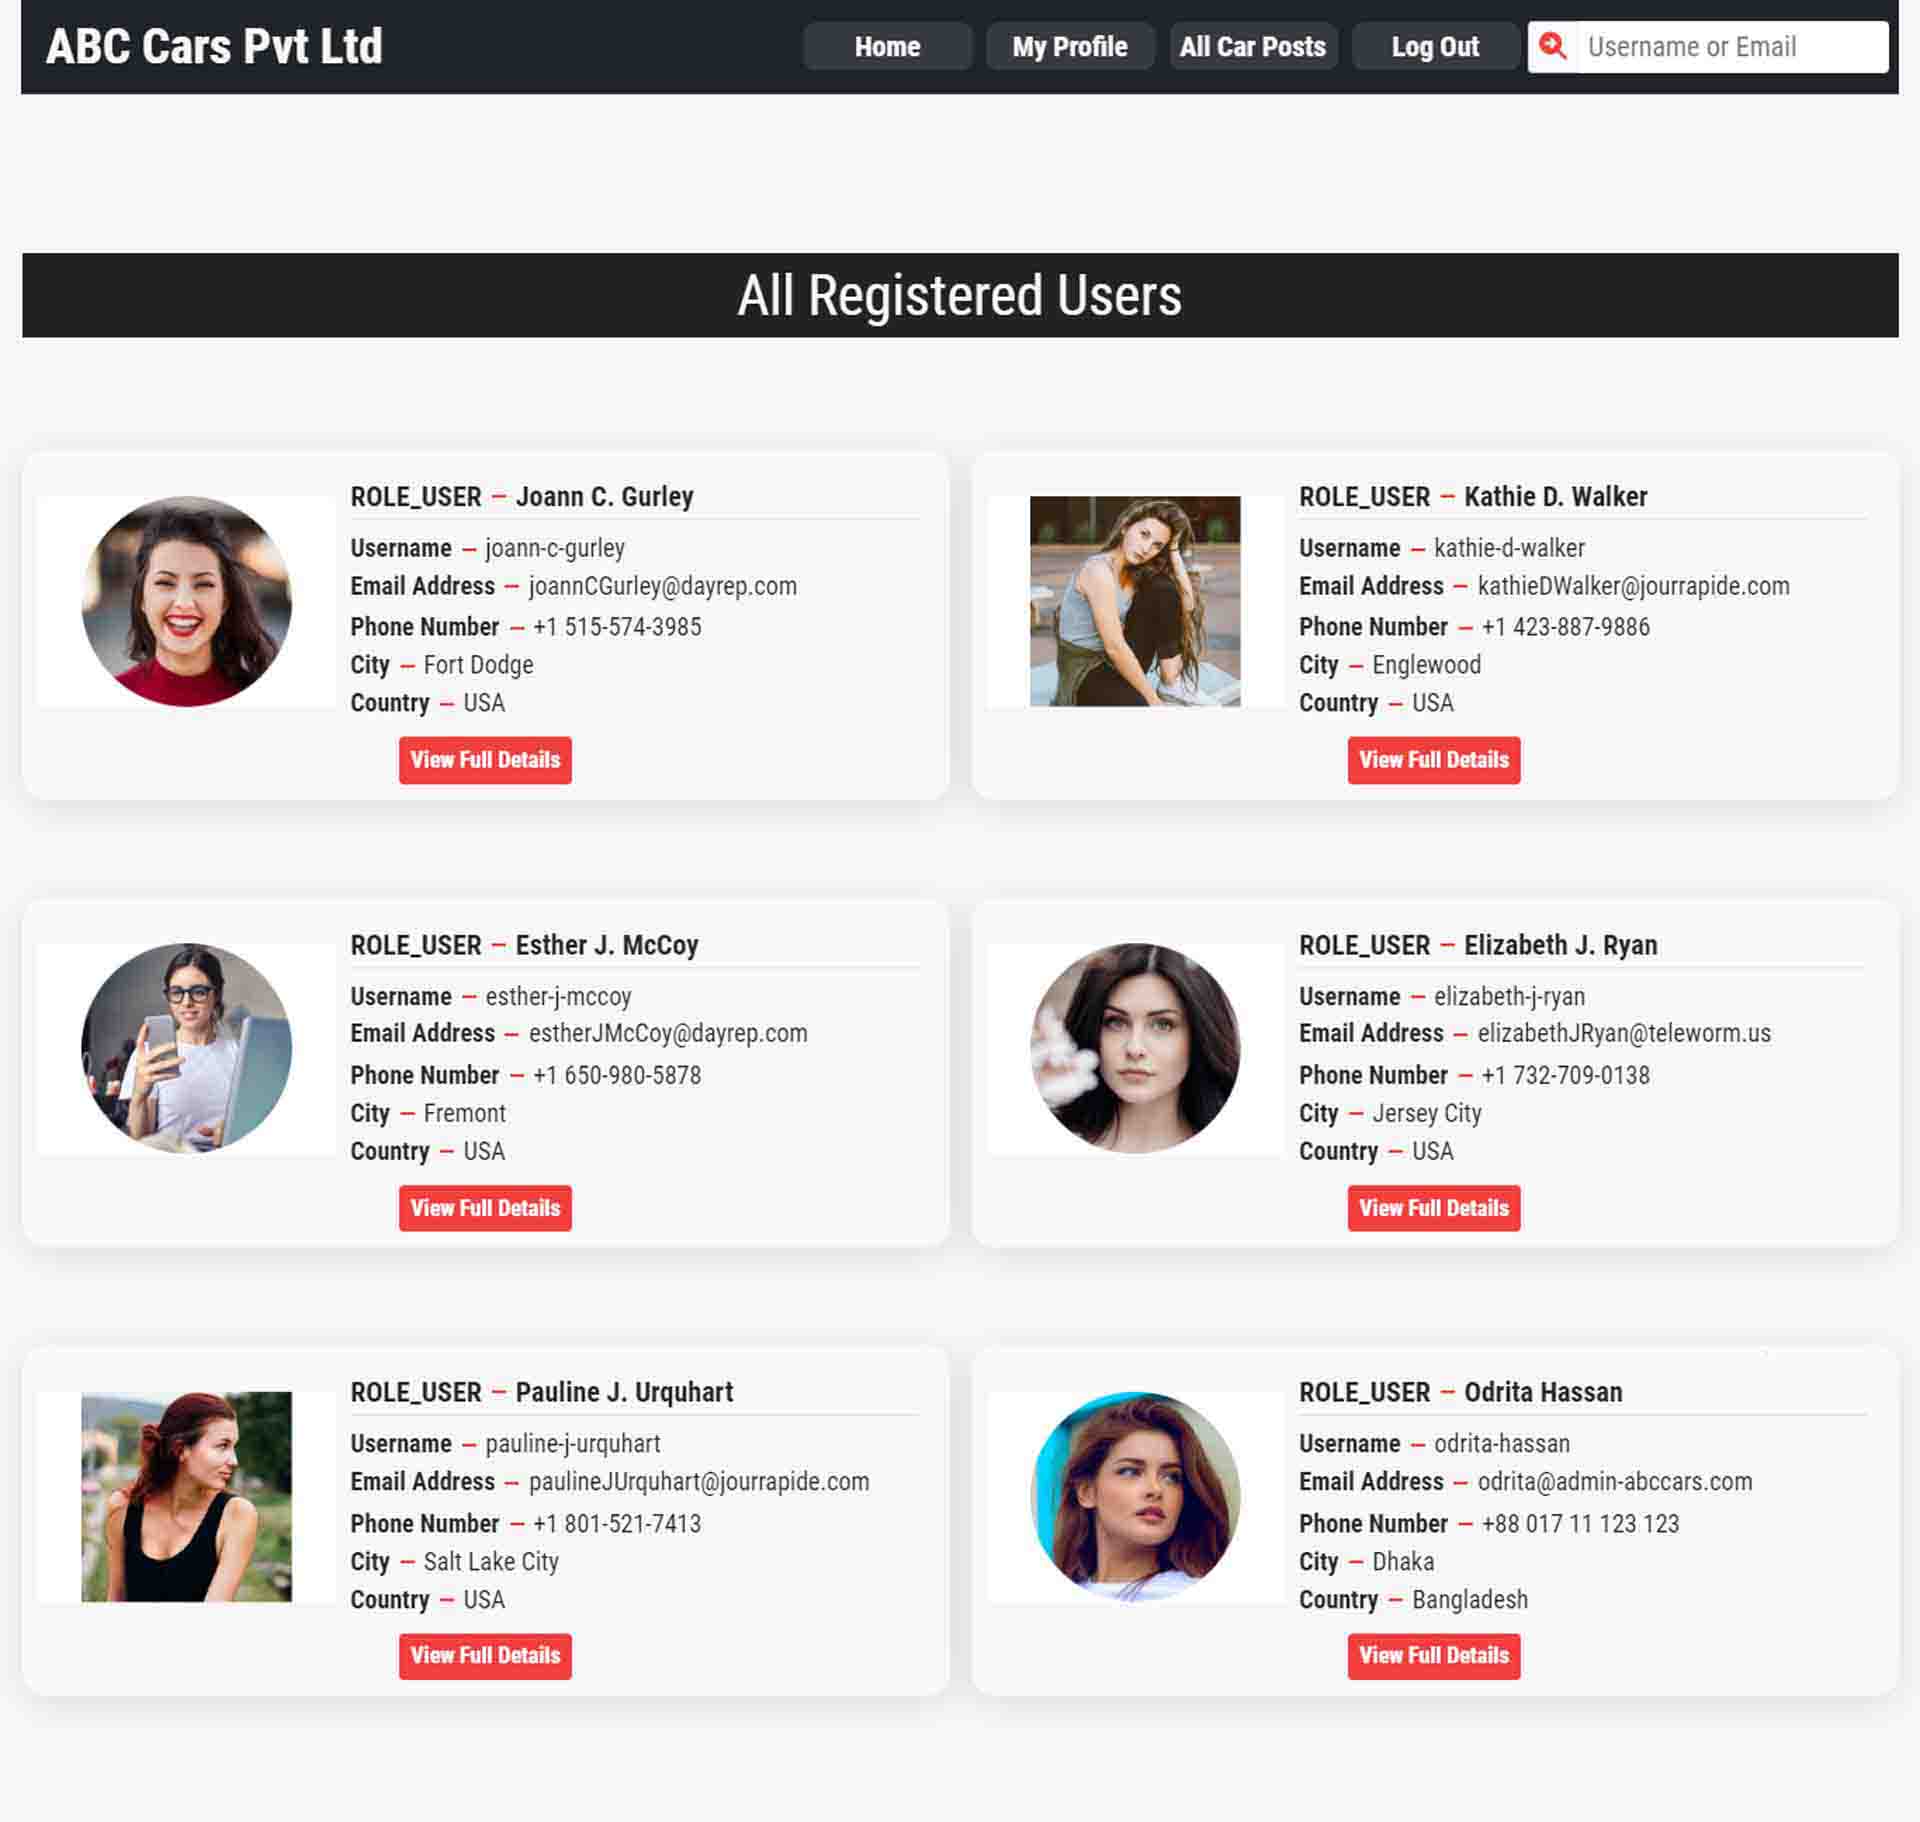 ABC Cars Pvt Ltd
Home
My Profile
All Car Posts
Log Out
Username or Email
All Registered Users
ROLE_USER – Joann C. Gurley
Username – joann-c-gurley
Email Address – joannCGurley@dayrep.com
Phone Number – +1 515-574-3985
City – Fort Dodge
Country – USA
View Full Details
ROLE_USER – Kathie D. Walker
Username – kathie-d-walker
Email Address – kathieDWalker@jourrapide.com
Phone Number – +1 423-887-9886
City – Englewood
Country – USA
View Full Details
ROLE_USER – Esther J. McCoy
Username – esther-j-mccoy
Email Address – estherJMcCoy@dayrep.com
Phone Number – +1 650-980-5878
City – Fremont
Country – USA
View Full Details
ROLE_USER – Elizabeth J. Ryan
Username – elizabeth-j-ryan
Email Address – elizabethJRyan@teleworm.us
Phone Number – +1 732-709-0138
City – Jersey City
Country – USA
View Full Details
ROLE_USER – Pauline J. Urquhart
Username – pauline-j-urquhart
Email Address – paulineJUrquhart@jourrapide.com
Phone Number – +1 801-521-7413
City – Salt Lake City
Country – USA
View Full Details
ROLE_USER – Odrita Hassan
Username – odrita-hassan
Email Address – odrita@admin-abccars.com
Phone Number – +88 017 11 123 123
City – Dhaka
Country – Bangladesh
View Full Details